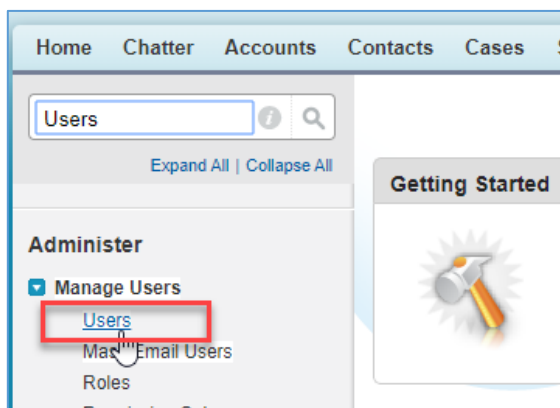 Home Chatter Accounts Contacts Cases
Users
Expand All | Collapse All
Getting Started
Administer
Manage Users
Users
Email Users
Roles